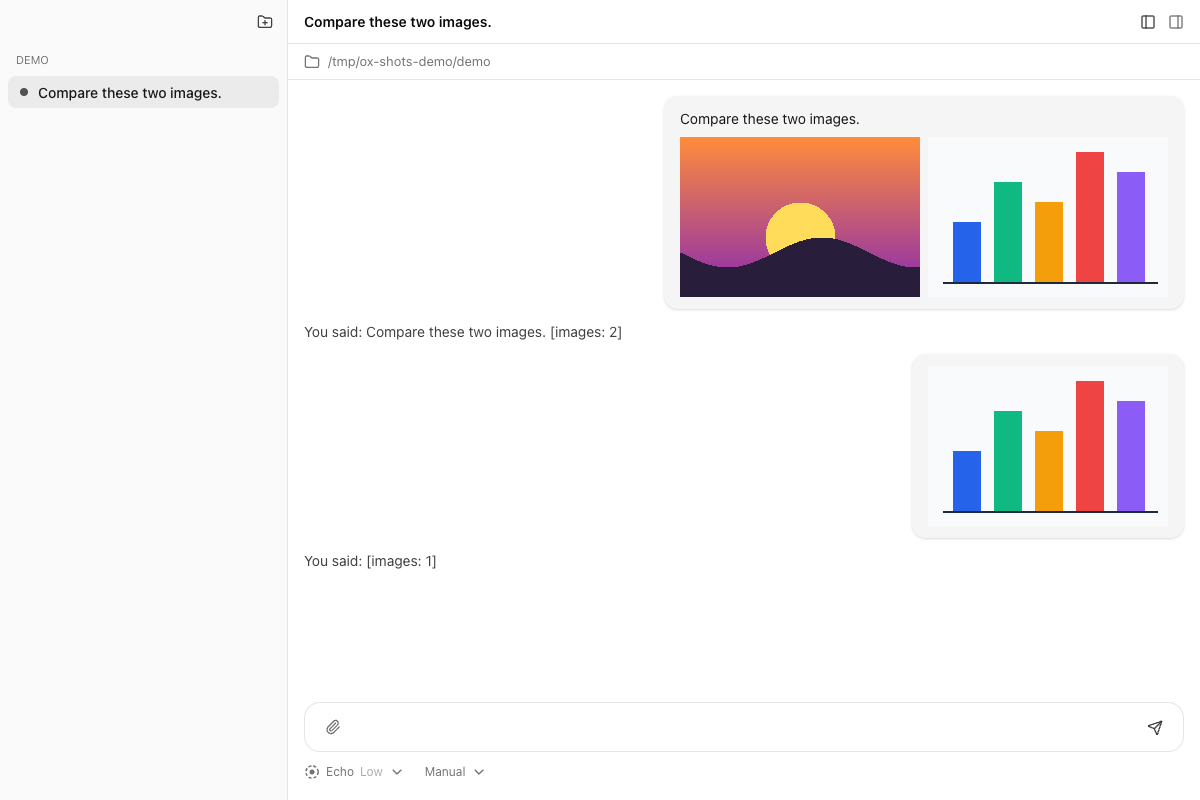 Compare these two images.
DEMO
/tmp/ox-shots-demo/demo
Compare these two images.
Compare these two images.
You said: Compare these two images. [images: 2]
You said: [images: 1]
Echo Low
Manual